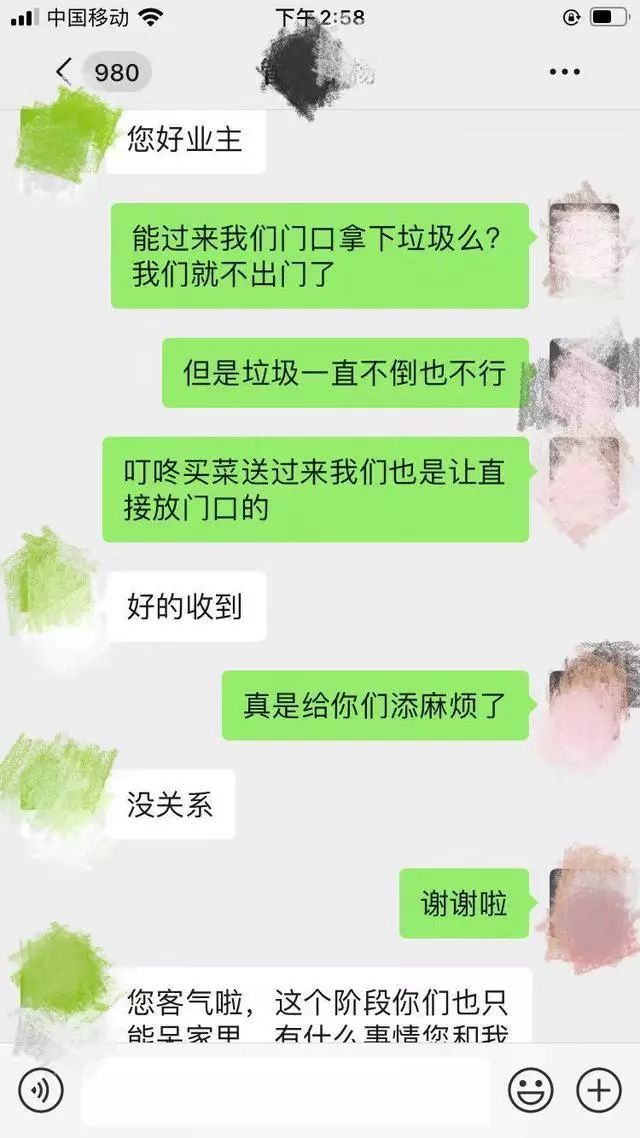 中国移动
下午2:58
980
您好业主
能过来我们门口拿下垃圾么？
我们就不出门了
但是垃圾一直不倒也不行
叮咚买菜送过来我们也是让直
接放门口的
好的收到
真是给你们添麻烦了
没关系
谢谢啦
您客气啦，这个阶段你们也只
能呆家里，有什么事情您和我